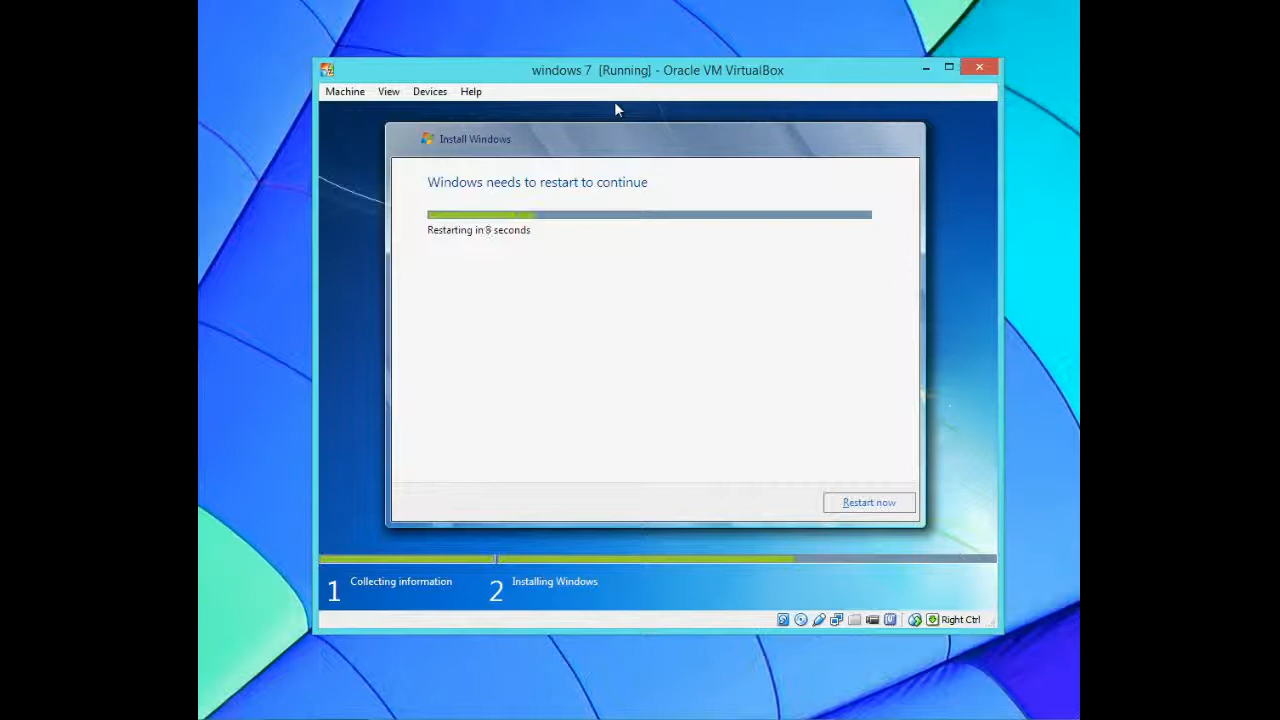 windows 7 [Running] - Oracle VM VirtualBox
Machine View Devices Help
Install Windows
Windows needs to restart to continue
Restarting in 8 seconds
Restart now
1 Collecting information 2 Installing Windows
Right Ctrl